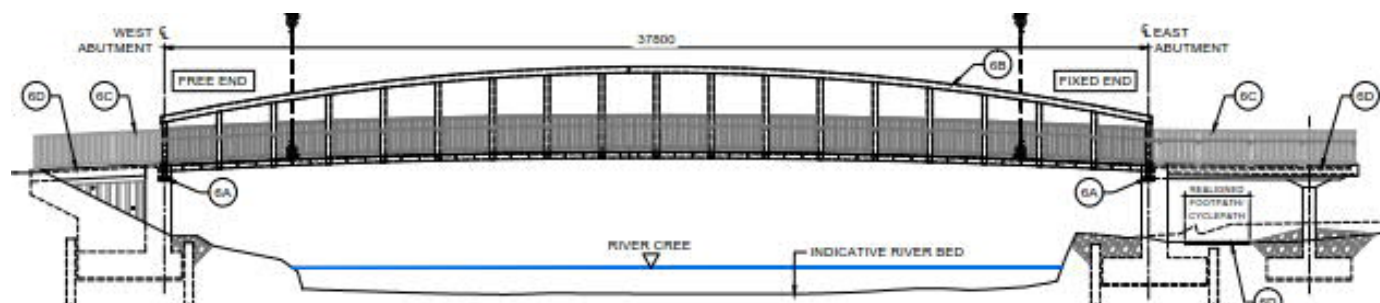 WEST ℄
ABUTMENT
37800
℄ EAST
ABUTMENT
FREE END
6B
FIXED END
6D
6C
6C
6D
6A
6A
REALIGNED
FOOTPATH/
CYCLEPATH
RIVER CREE
INDICATIVE RIVER BED